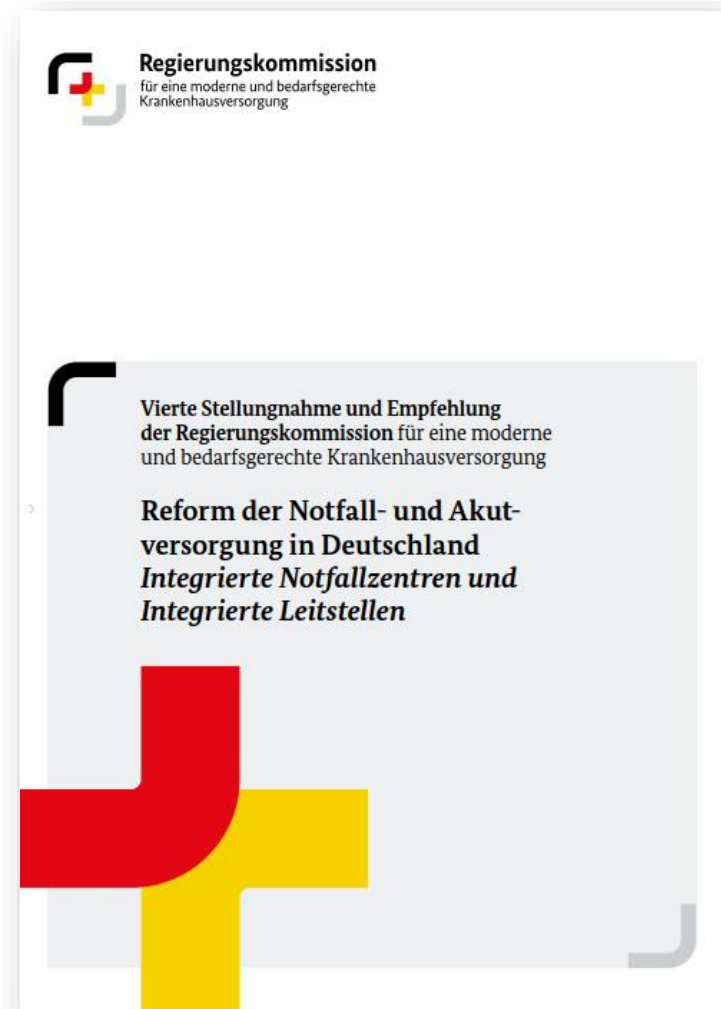 Regierungskommission
für eine moderne und bedarfsgerechte
Krankenhausversorgung
Vierte Stellungnahme und Empfehlung
der Regierungskommission für eine moderne
und bedarfsgerechte Krankenhausversorgung
Reform der Notfall- und Akut-
versorgung in Deutschland
Integrierte Notfallzentren und
Integrierte Leitstellen